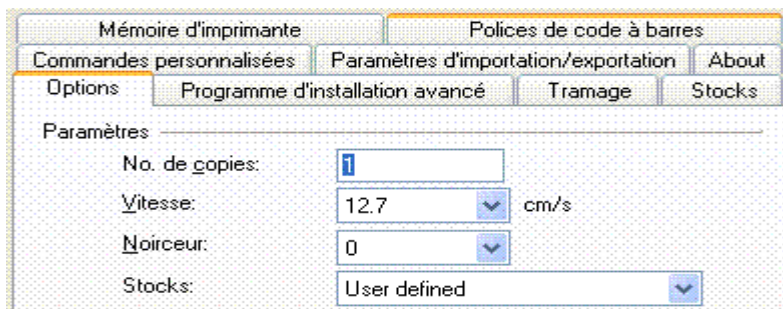 Mémoire d'imprimante Polices de code à barres
Commandes personnalisées Paramètres d'importation/exportation About
Options Programme d'installation avancé Tramage Stocks
Paramètres
No. de copies: 1
Vitesse: 12.7 cm/s
Noirceur: 0
Stocks: User defined